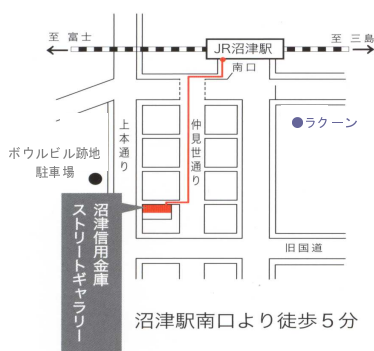 至 富士
JR沼津駅
至 三島
南口
上本通り
仲見世通り
ラクーン
ボウルビル跡地
駐車場
沼津信用金庫
ストリートギャラリー
旧国道
沼津駅南口より徒歩5分